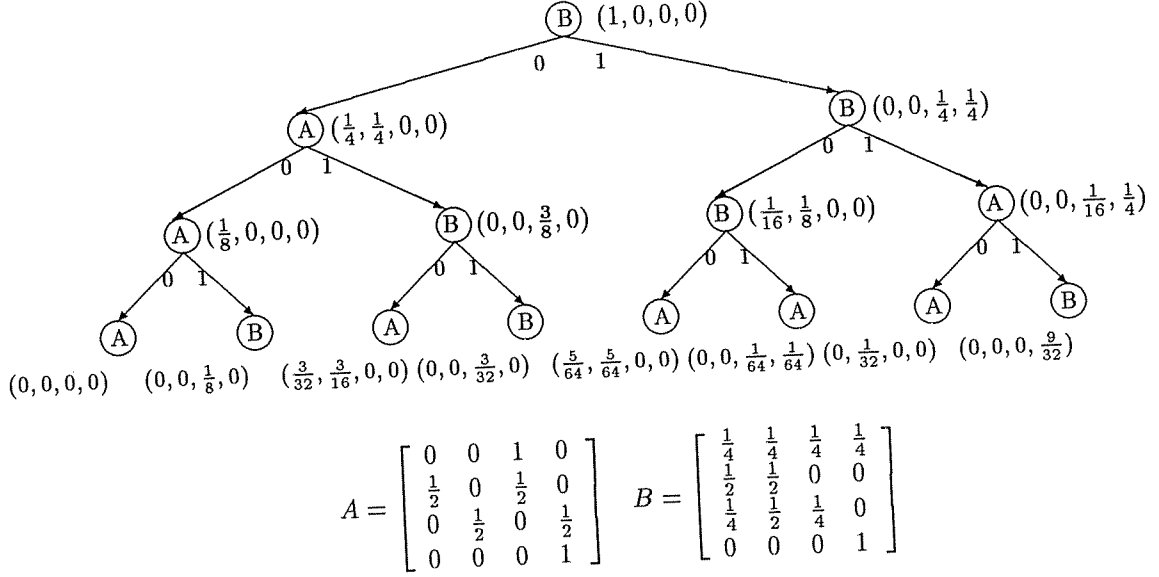 B (1, 0, 0, 0)
0 1
A (1/4, 1/4, 0, 0) B (0, 0, 1/4, 1/4)
0 1 0 1
A (1/8, 0, 0, 0) B (0, 0, 3/8, 0) B (1/16, 1/8, 0, 0) A (0, 0, 1/16, 1/4)
0 1 0 1 0 1 0 1
A B A B A A A B
(0, 0, 0, 0) (0, 0, 1/8, 0) (3/32, 3/16, 0, 0) (0, 0, 3/32, 0) (5/64, 5/64, 0, 0) (0, 0, 1/64, 1/64) (0, 1/32, 0, 0) (0, 0, 0, 9/32)
A = [ 0 0 1 0 B = [ 1/4 1/4 1/4 1/4
1/2 0 1/2 0 1/2 1/2 0 0
0 1/2 0 1/2 1/4 1/2 1/4 0
0 0 0 1 ] 0 0 0 1 ]